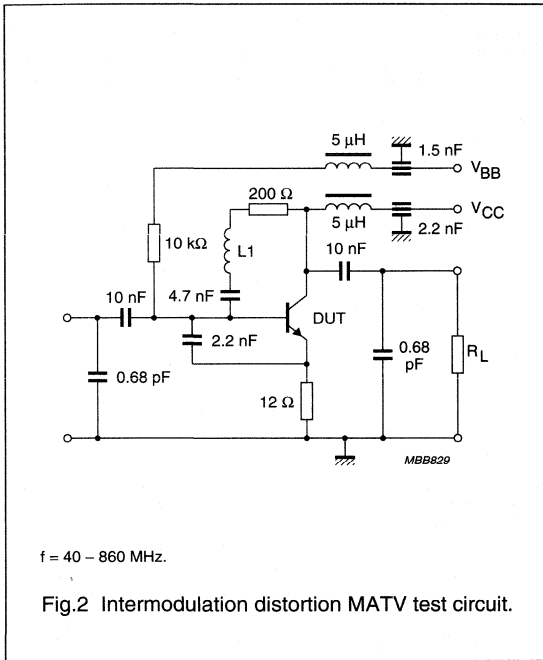 5 μH
1.5 nF
V_BB
200 Ω
V_CC
5 μH
2.2 nF
10 kΩ
L1
10 nF
10 nF
4.7 nF
DUT
2.2 nF
0.68 pF
0.68
pF
R_L
12 Ω
MBB829
f = 40 – 860 MHz.
Fig.2 Intermodulation distortion MATV test circuit.